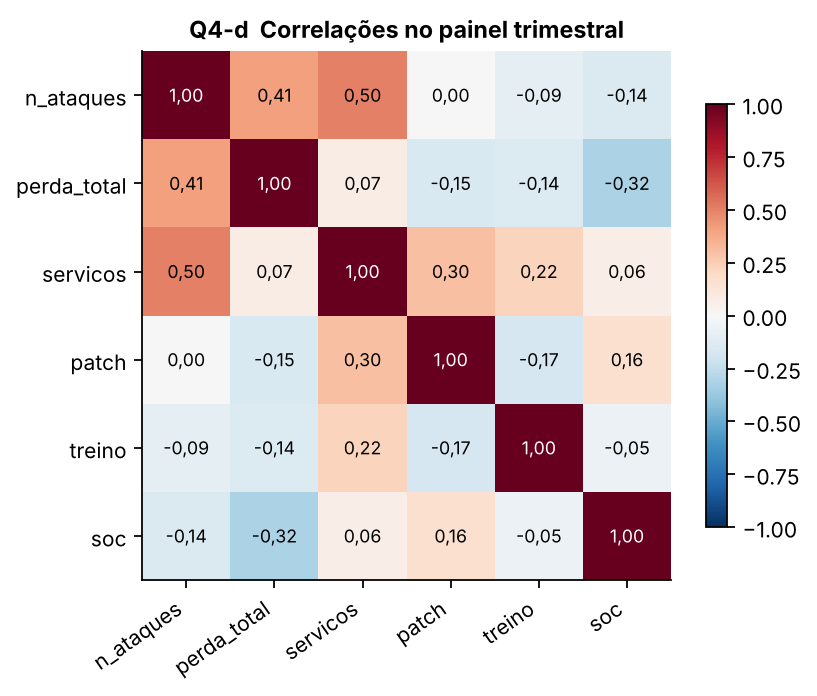 Q4-d  Correlações no painel trimestral
n_ataques 1,00 0,41 0,50 0,00 -0,09 -0,14
perda_total 0,41 1,00 0,07 -0,15 -0,14 -0,32
servicos 0,50 0,07 1,00 0,30 0,22 0,06
patch 0,00 -0,15 0,30 1,00 -0,17 0,16
treino -0,09 -0,14 0,22 -0,17 1,00 -0,05
soc -0,14 -0,32 0,06 0,16 -0,05 1,00
n_ataques perda_total servicos patch treino soc
1.00
0.75
0.50
0.25
0.00
−0.25
−0.50
−0.75
−1.00